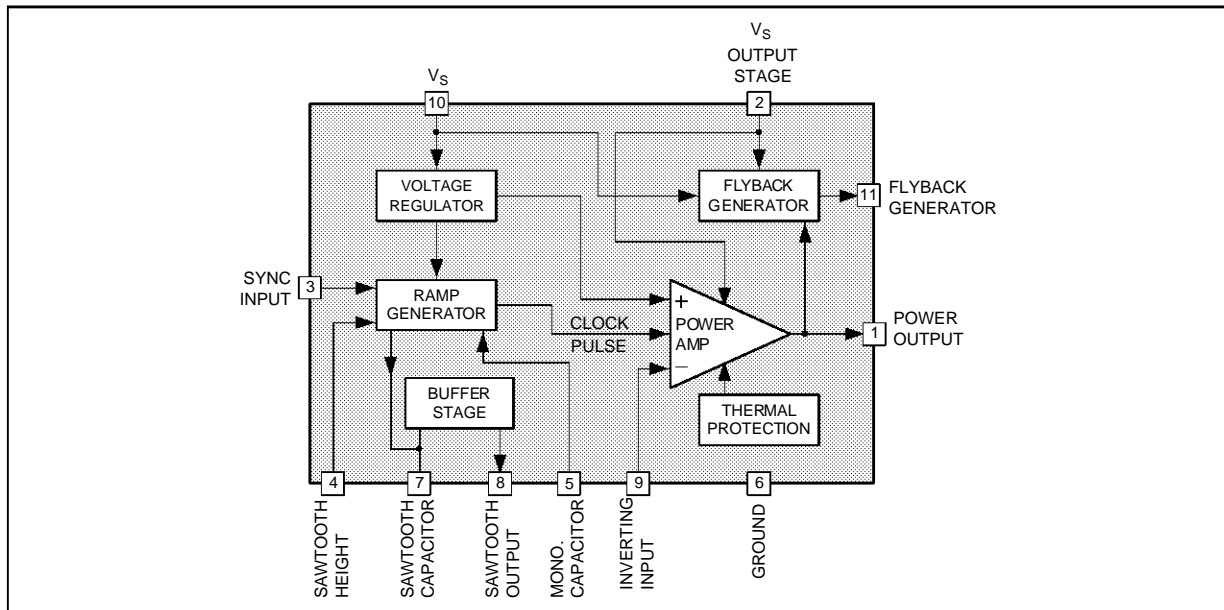 V_S
OUTPUT
STAGE
V_S
10
2
VOLTAGE
REGULATOR
FLYBACK
GENERATOR
11
FLYBACK
GENERATOR
SYNC
INPUT
3
RAMP
GENERATOR
CLOCK
PULSE
+
POWER
AMP
–
1
POWER
OUTPUT
BUFFER
STAGE
THERMAL
PROTECTION
4
7
8
5
9
6
SAWTOOTH
HEIGHT
SAWTOOTH
CAPACITOR
SAWTOOTH
OUTPUT
MONO.
CAPACITOR
INVERTING
INPUT
GROUND